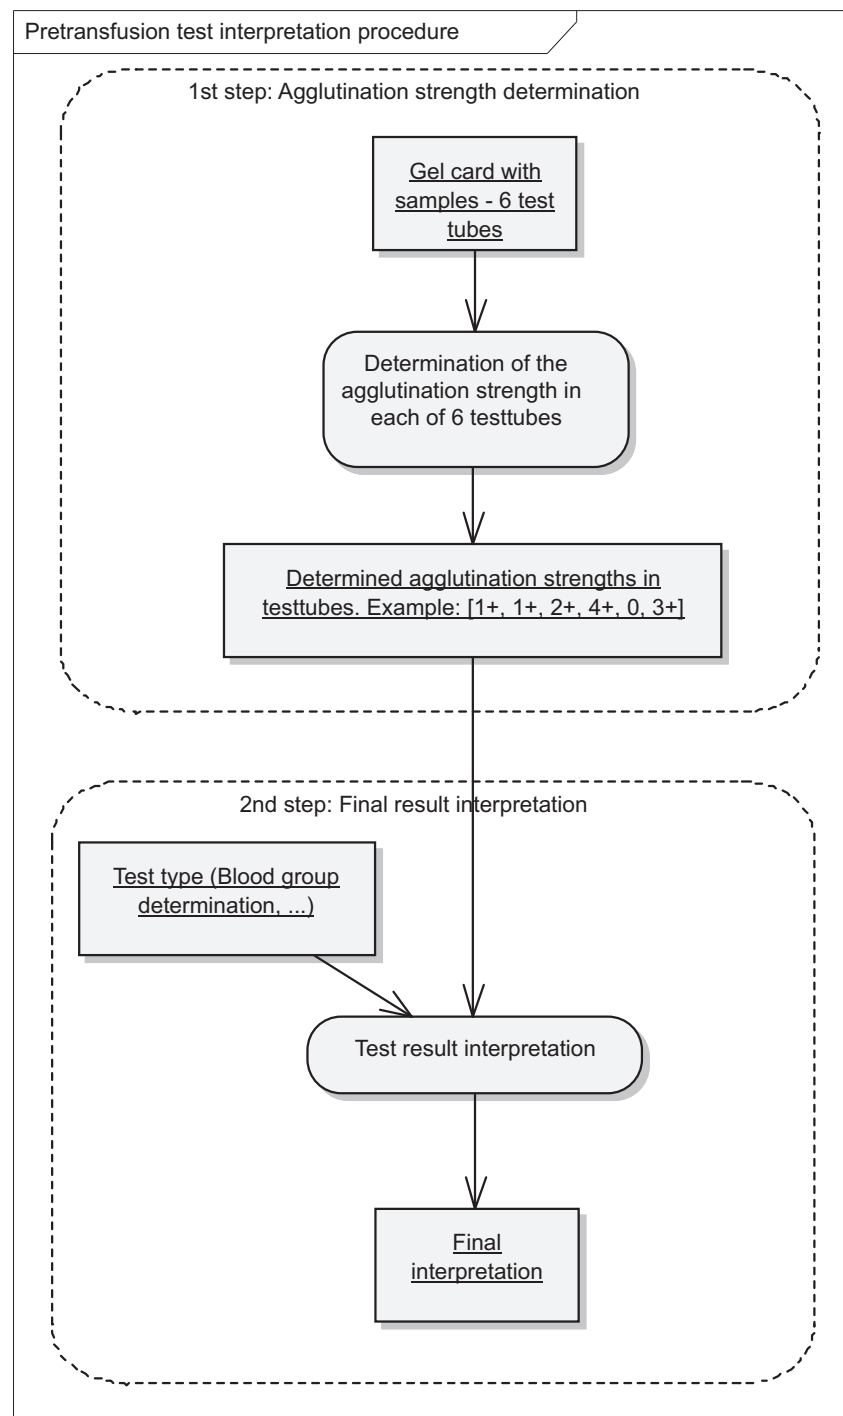 Pretransfusion test interpretation procedure
1st step: Agglutination strength determination
Gel card with
samples - 6 test
tubes
Determination of the
agglutination strength in
each of 6 testtubes
Determined agglutination strengths in
testtubes. Example: [1+, 1+, 2+, 4+, 0, 3+]
2nd step: Final result interpretation
Test type (Blood group
determination, ...)
Test result interpretation
Final
interpretation